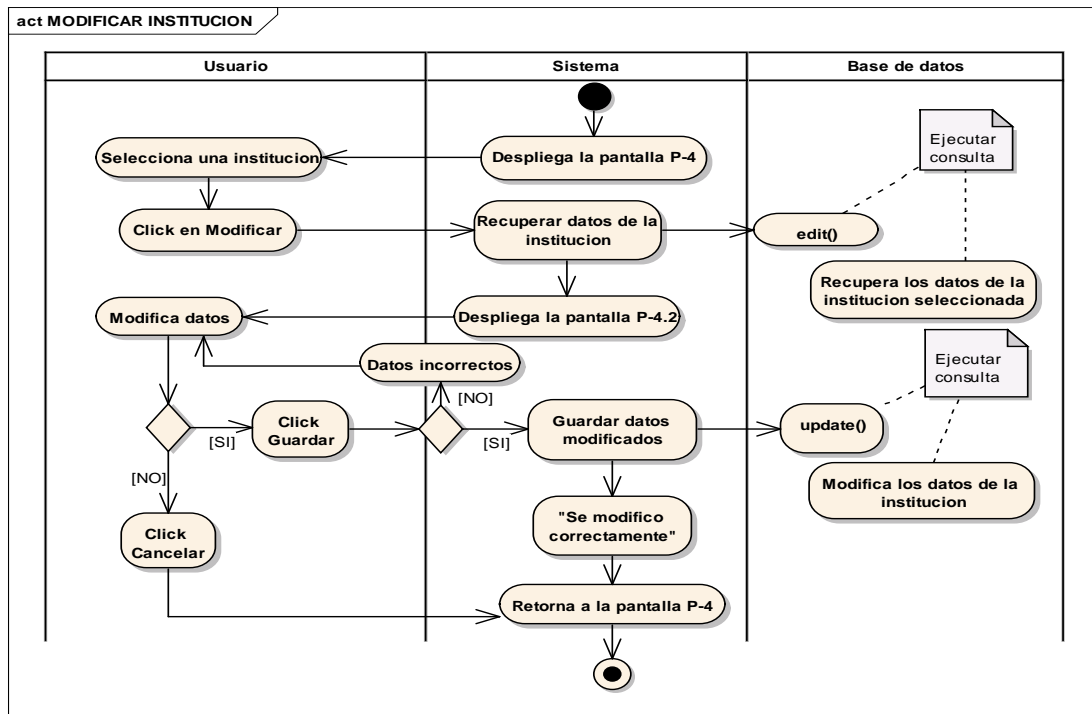 act MODIFICAR INSTITUCION
Usuario
Sistema
Base de datos
Ejecutar
consulta
Selecciona una institucion
Despliega la pantalla P-4
Click en Modificar
Recuperar datos de la
institucion
edit()
Recupera los datos de la
institucion seleccionada
Modifica datos
Despliega la pantalla P-4.2
Ejecutar
consulta
Datos incorrectos
[NO]
Click
Guardar
Guardar datos
modificados
update()
[SI]
[SI]
[NO]
Modifica los datos de la
institucion
Click
Cancelar
"Se modifico
correctamente"
Retorna a la pantalla P-4